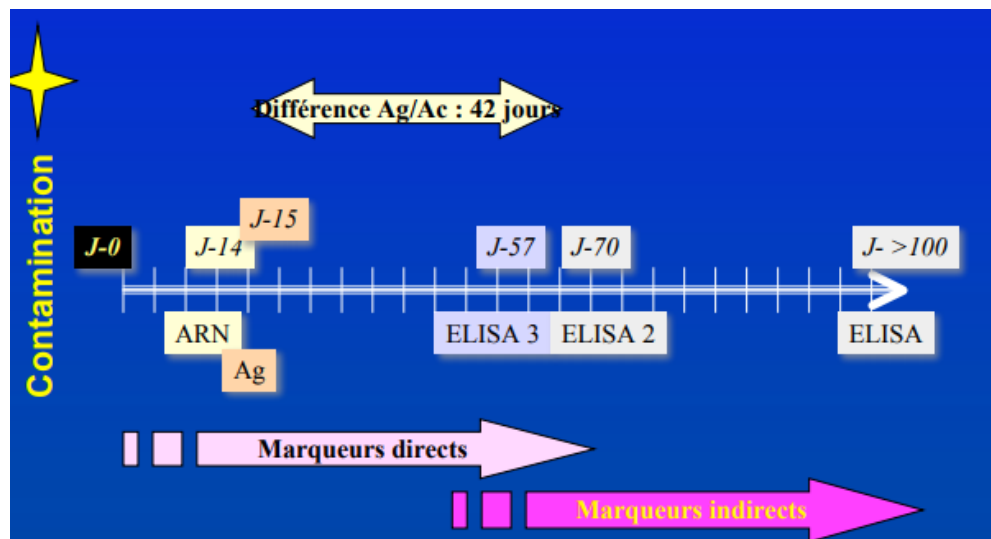 Contamination
Différence Ag/Ac : 42 jours
J-0
J-14
J-15
J-57
J-70
J- >100
ARN
Ag
ELISA 3
ELISA 2
ELISA
Marqueurs directs
Marqueurs indirects